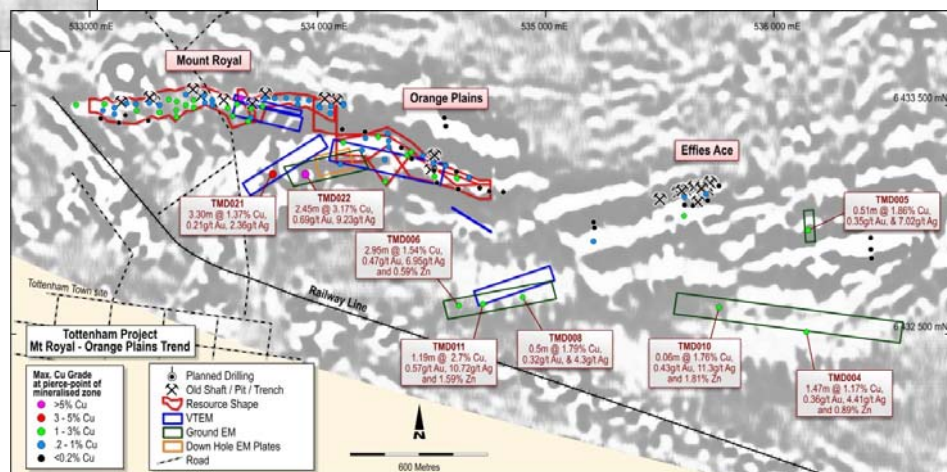 533000 mE
534 000 mE
535 000 mE
536 000 mE
Mount Royal
Orange Plains
6 433 500 mN
Effies Ace
TMD021
3.30m @ 1.37% Cu,
0.21g/t Au, 2.36g/t Ag
TMD022
2.45m @ 3.17% Cu,
0.69g/t Au, 9.23g/t Ag
TMD005
0.51m @ 1.86% Cu,
0.35g/t Au, & 7.02g/t Ag
TMD006
2.95m @ 1.54% Cu,
0.47g/t Au, 6.95g/t Ag
and 0.59% Zn
Tottenham Town site
Railway Line
6 432 500 mN
TMD011
1.19m @ 2.7% Cu,
0.57g/t Au, 10.72g/t Ag
and 1.59% Zn
TMD008
0.5m @ 1.79% Cu,
0.32g/t Au, & 4.3g/t Ag
TMD010
0.06m @ 1.76% Cu,
0.43g/t Au, 11.3g/t Ag
and 1.81% Zn
TMD004
1.47m @ 1.17% Cu,
0.36g/t Au, 4.41g/t Ag
and 0.89% Zn
Tottenham Project
Mt Royal - Orange Plains Trend
Max. Cu Grade
at pierce-point of
mineralised zone
>5% Cu
3 - 5% Cu
1 - 3% Cu
.2 - 1% Cu
<0.2% Cu
Planned Drilling
Old Shaft / Pit / Trench
Resource Shape
VTEM
Ground EM
Down Hole EM Plates
Road
N
600 Metres